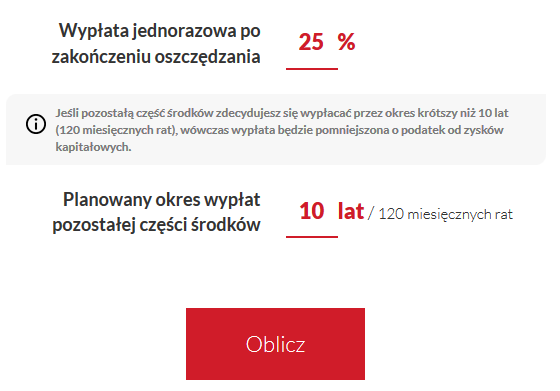 Wypłata jednorazowa po
zakończeniu oszczędzania
25 %
Jeśli pozostałą część środków zdecydujesz się wypłacać przez okres krótszy niż 10 lat
(120 miesięcznych rat), wówczas wypłata będzie pomniejszona o podatek od zysków
kapitałowych.
Planowany okres wypłat
pozostałej części środków
10 lat / 120 miesięcznych rat
Oblicz